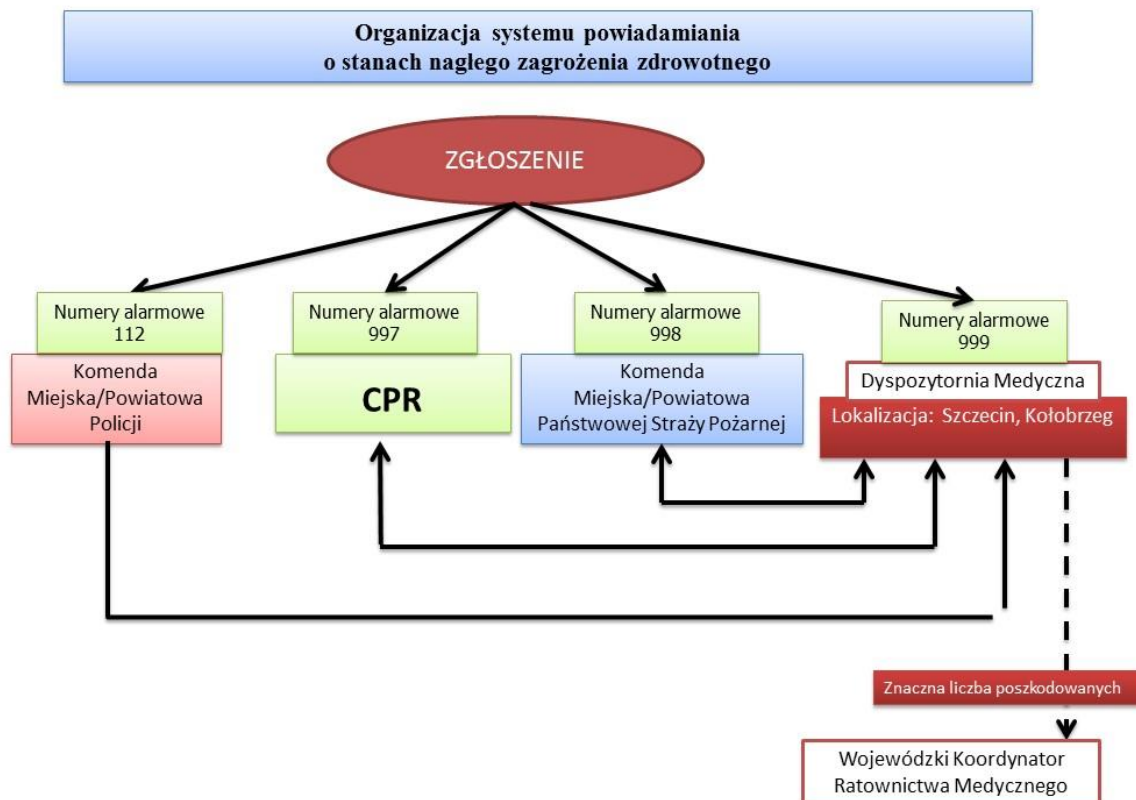 Organizacja systemu powiadamiania
o stanach nagłego zagrożenia zdrowotnego
ZGŁOSZENIE
Numery alarmowe
112
Komenda
Miejska/Powiatowa
Policji
Numery alarmowe
997
CPR
Numery alarmowe
998
Komenda
Miejska/Powiatowa
Państwowej Straży Pożarnej
Numery alarmowe
999
Dyspozytornia Medyczna
Lokalizacja: Szczecin, Kołobrzeg
Znaczna liczba poszkodowanych
Wojewódzki Koordynator
Ratownictwa Medycznego